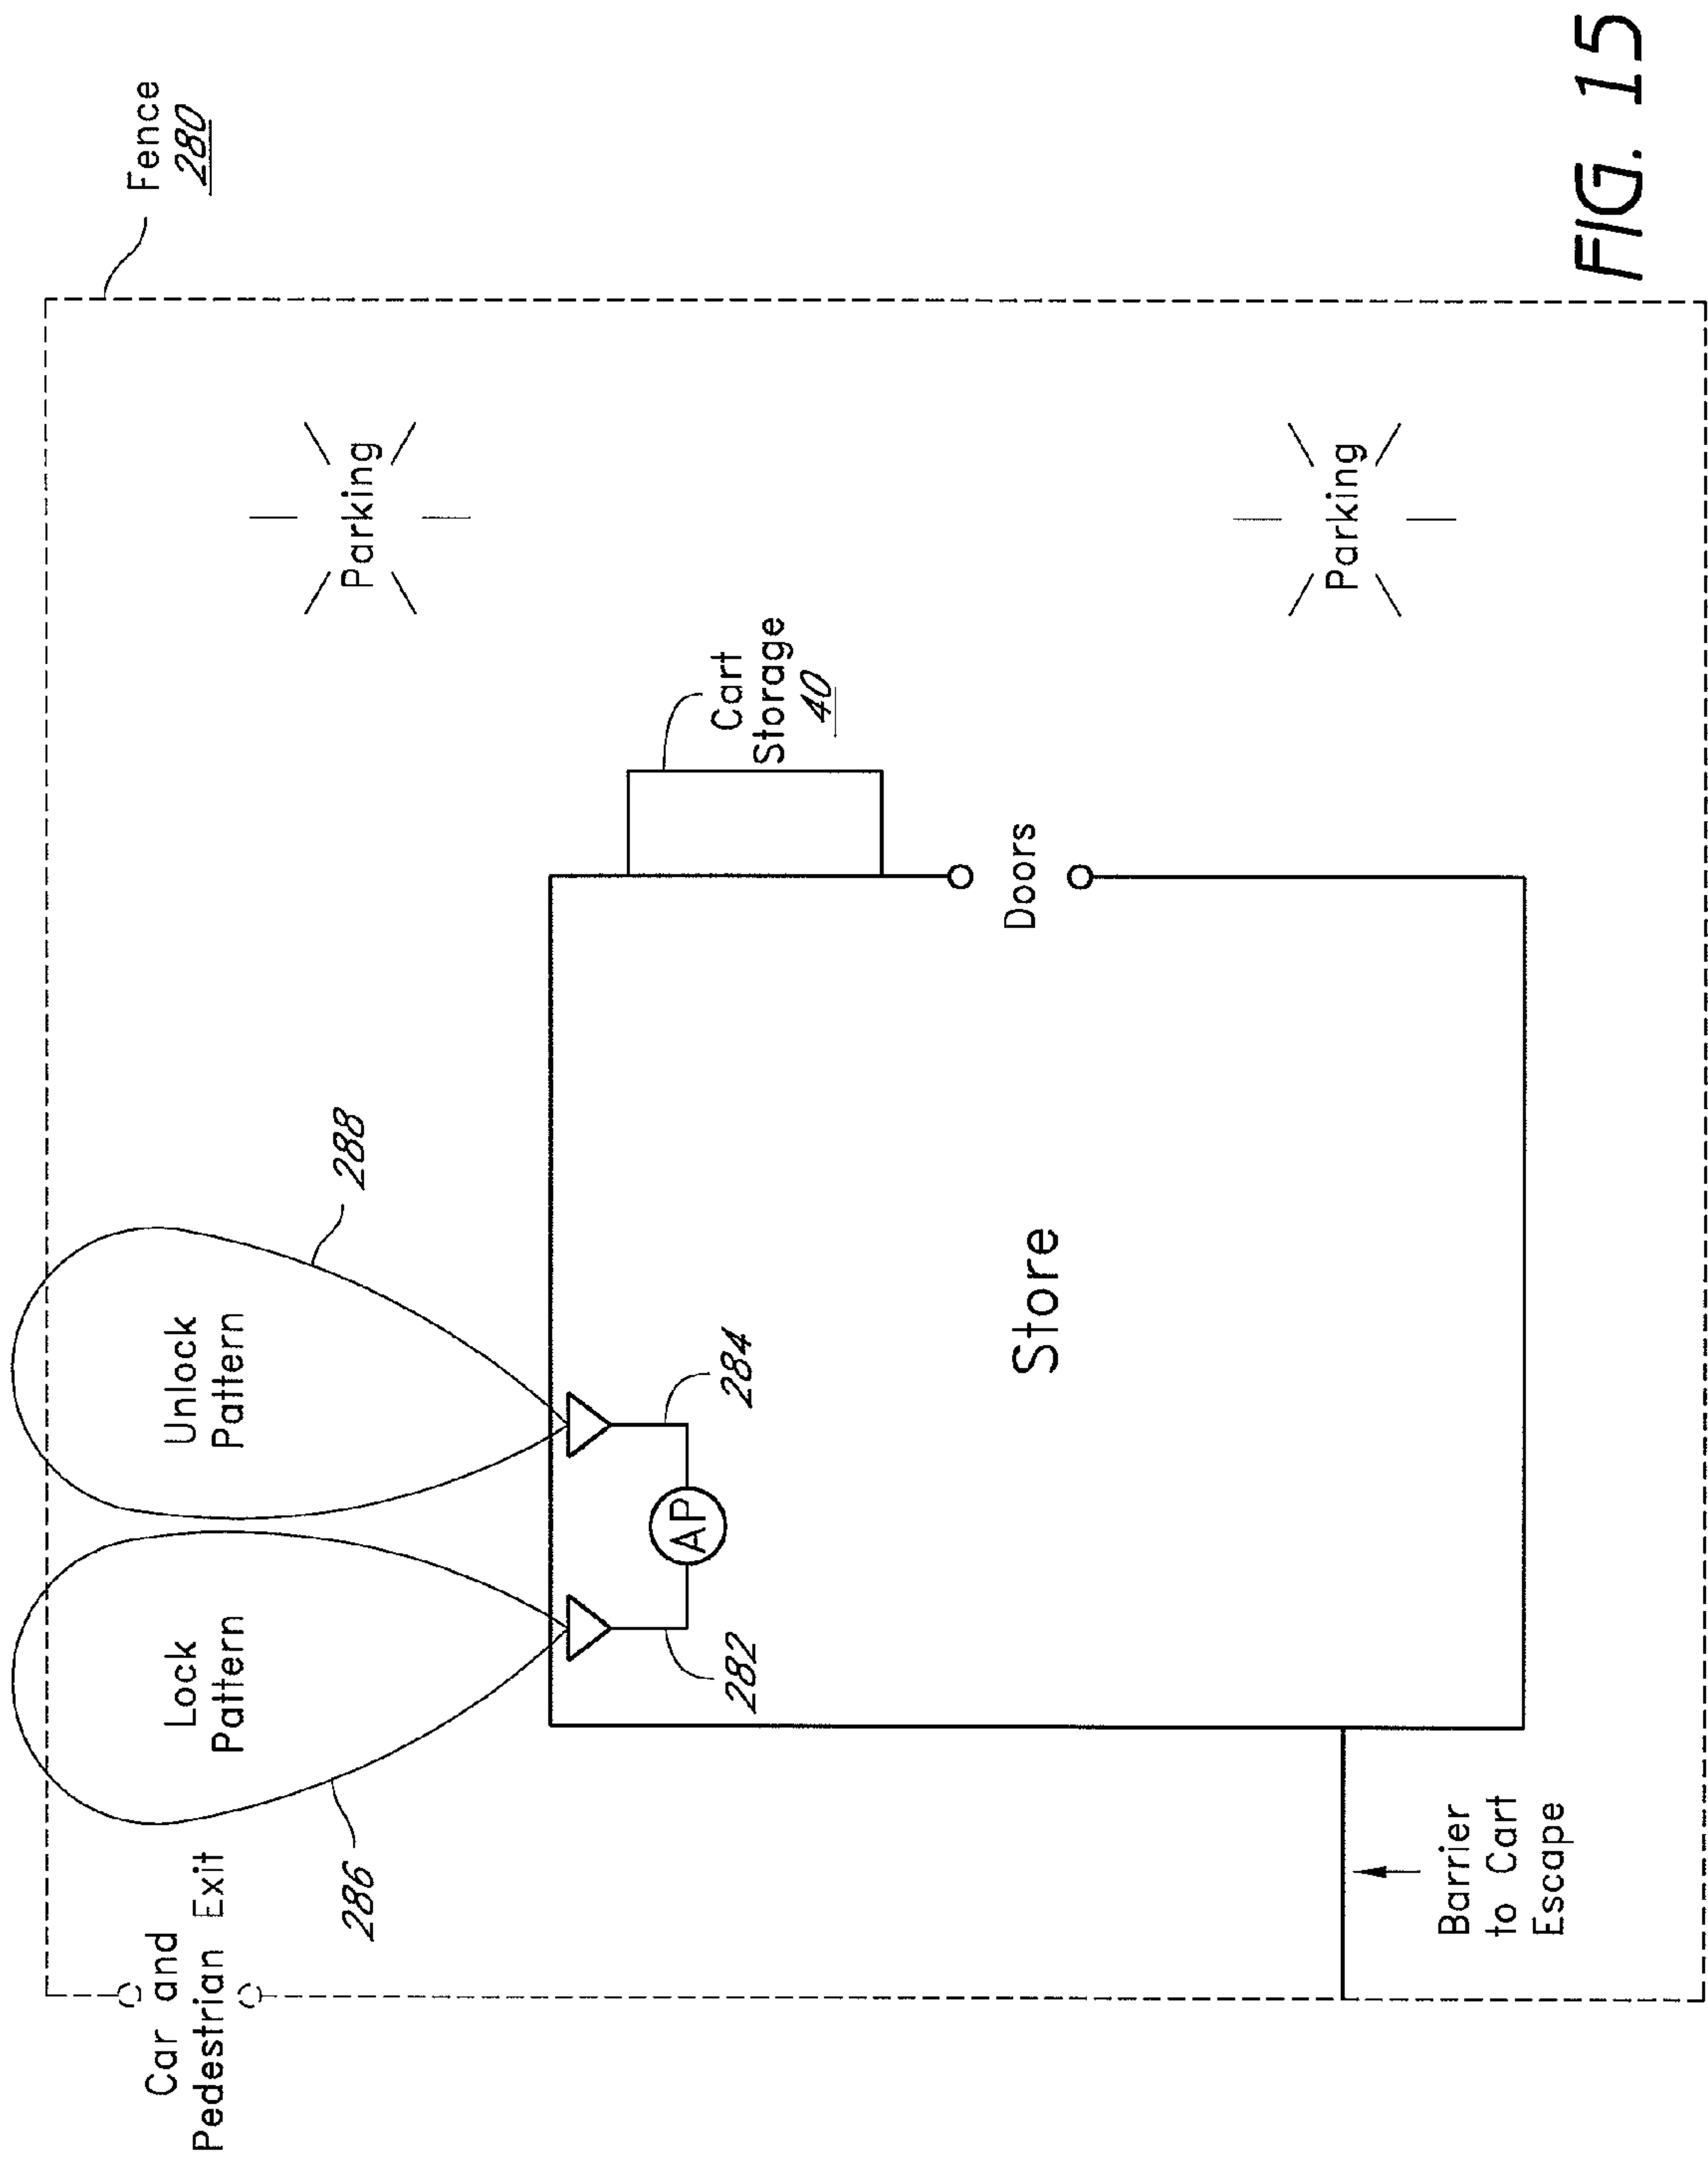 Car and
Pedestrian Exit
Lock
Pattern
286
Unlock
Pattern
288
Fence
280
282
AP
284
Store
Doors
Cart
Storage
40
Parking
Parking
Barrier
to Cart
Escape
FIG. 15